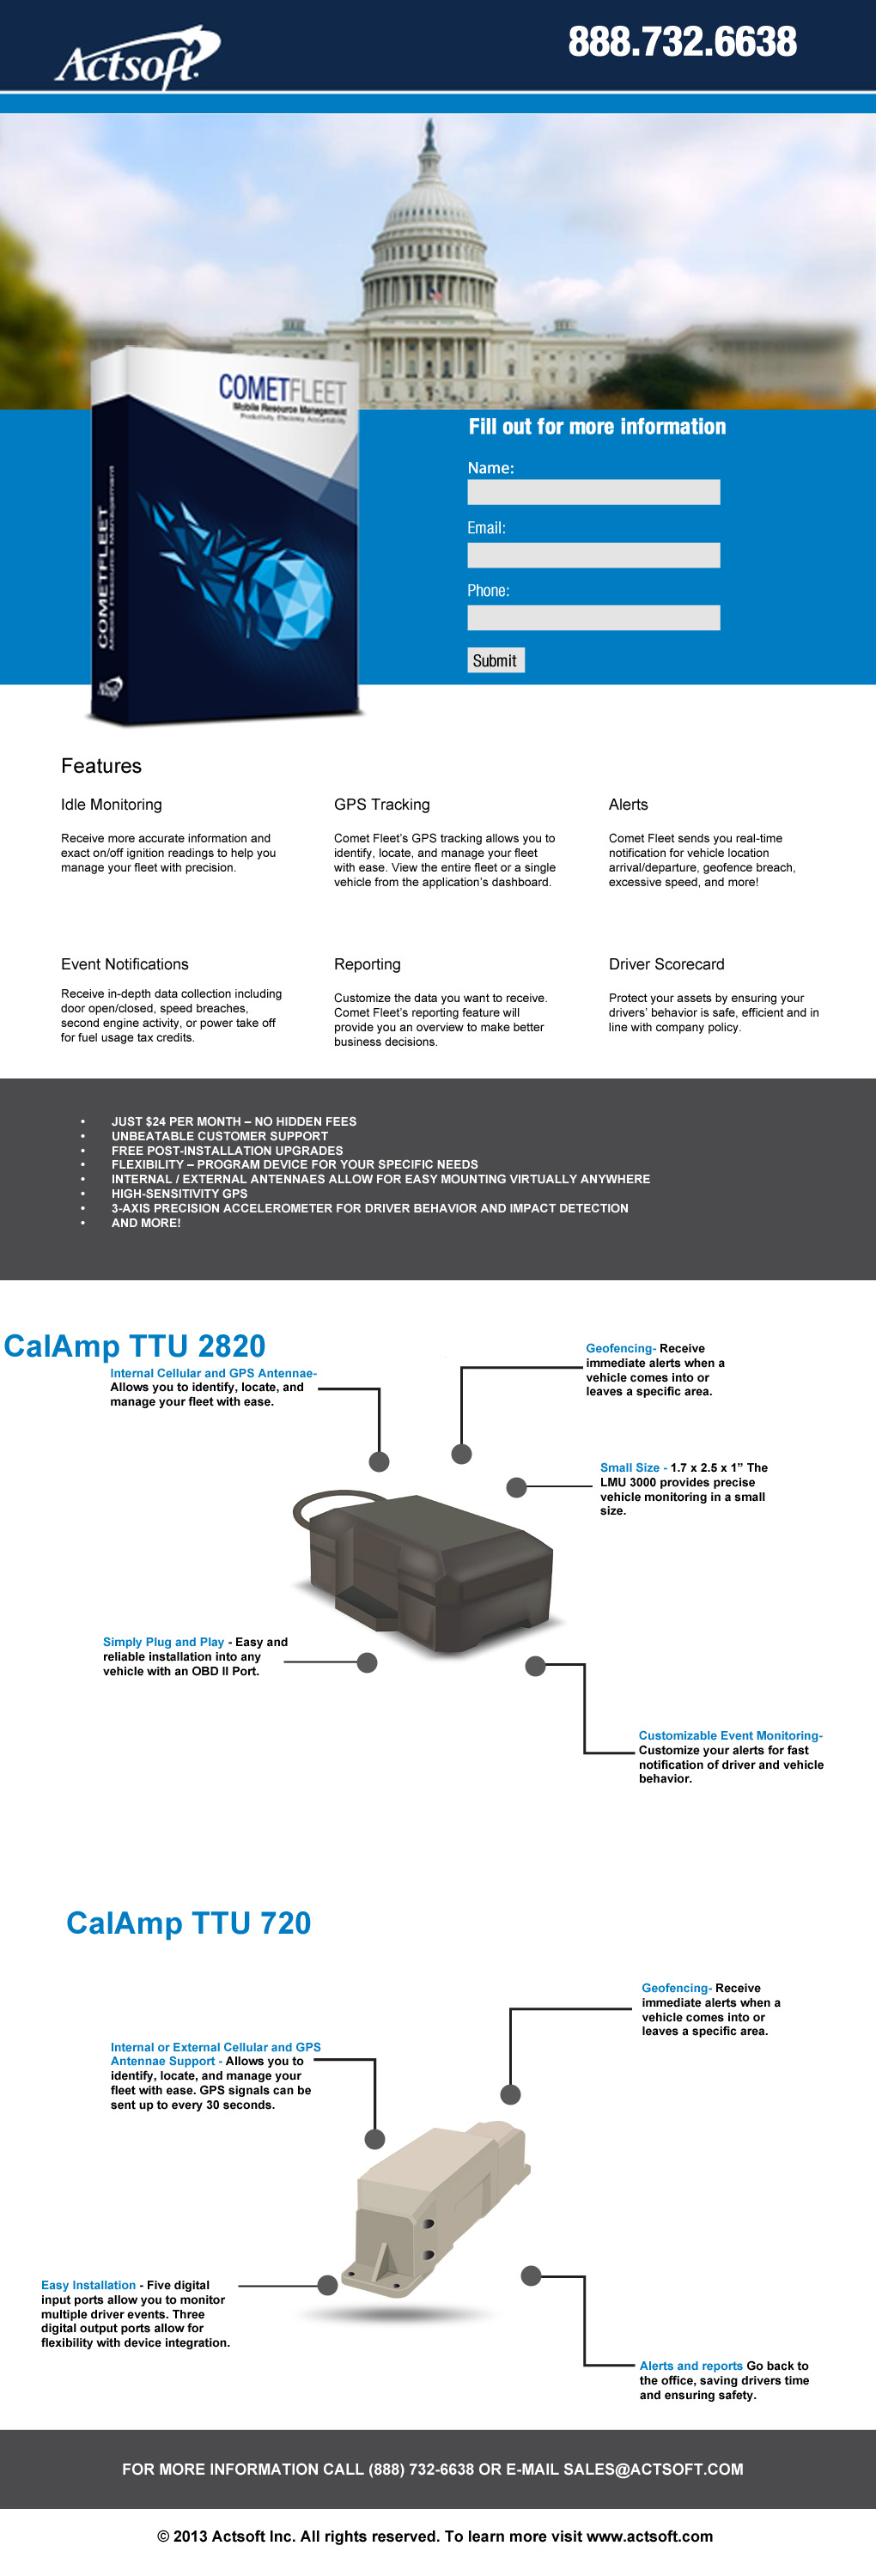 Actsoft
888.732.6638
COMETFLEET
Mobile Resource Management
Productivity. Efficiency. Accountability.
COMETFLEET
Mobile Resource Management
Actsoft
Fill out for more information
Name:
Email:
Phone:
Submit
Features
Idle Monitoring
Receive more accurate information and
exact on/off ignition readings to help you
manage your fleet with precision.
GPS Tracking
Comet Fleet's GPS tracking allows you to
identify, locate, and manage your fleet
with ease. View the entire fleet or a single
vehicle from the application's dashboard.
Alerts
Comet Fleet sends you real-time
notification for vehicle location
arrival/departure, geofence breach,
excessive speed, and more!
Event Notifications
Receive in-depth data collection including
door open/closed, speed breaches,
second engine activity, or power take off
for fuel usage tax credits.
Reporting
Customize the data you want to receive.
Comet Fleet's reporting feature will
provide you an overview to make better
business decisions.
Driver Scorecard
Protect your assets by ensuring your
drivers' behavior is safe, efficient and in
line with company policy.
• JUST $24 PER MONTH – NO HIDDEN FEES
• UNBEATABLE CUSTOMER SUPPORT
• FREE POST-INSTALLATION UPGRADES
• FLEXIBILITY – PROGRAM DEVICE FOR YOUR SPECIFIC NEEDS
• INTERNAL / EXTERNAL ANTENNAES ALLOW FOR EASY MOUNTING VIRTUALLY ANYWHERE
• HIGH-SENSITIVITY GPS
• 3-AXIS PRECISION ACCELEROMETER FOR DRIVER BEHAVIOR AND IMPACT DETECTION
• AND MORE!
CalAmp TTU 2820
Internal Cellular and GPS Antennae-
Allows you to identify, locate, and
manage your fleet with ease.
Geofencing- Receive
immediate alerts when a
vehicle comes into or
leaves a specific area.
Small Size - 1.7 x 2.5 x 1” The
LMU 3000 provides precise
vehicle monitoring in a small
size.
Simply Plug and Play - Easy and
reliable installation into any
vehicle with an OBD II Port.
Customizable Event Monitoring-
Customize your alerts for fast
notification of driver and vehicle
behavior.
CalAmp TTU 720
Geofencing- Receive
immediate alerts when a
vehicle comes into or
leaves a specific area.
Internal or External Cellular and GPS
Antennae Support - Allows you to
identify, locate, and manage your
fleet with ease. GPS signals can be
sent up to every 30 seconds.
Easy Installation - Five digital
input ports allow you to monitor
multiple driver events. Three
digital output ports allow for
flexibility with device integration.
Alerts and reports Go back to
the office, saving drivers time
and ensuring safety.
FOR MORE INFORMATION CALL (888) 732-6638 OR E-MAIL SALES@ACTSOFT.COM
© 2013 Actsoft Inc. All rights reserved. To learn more visit www.actsoft.com